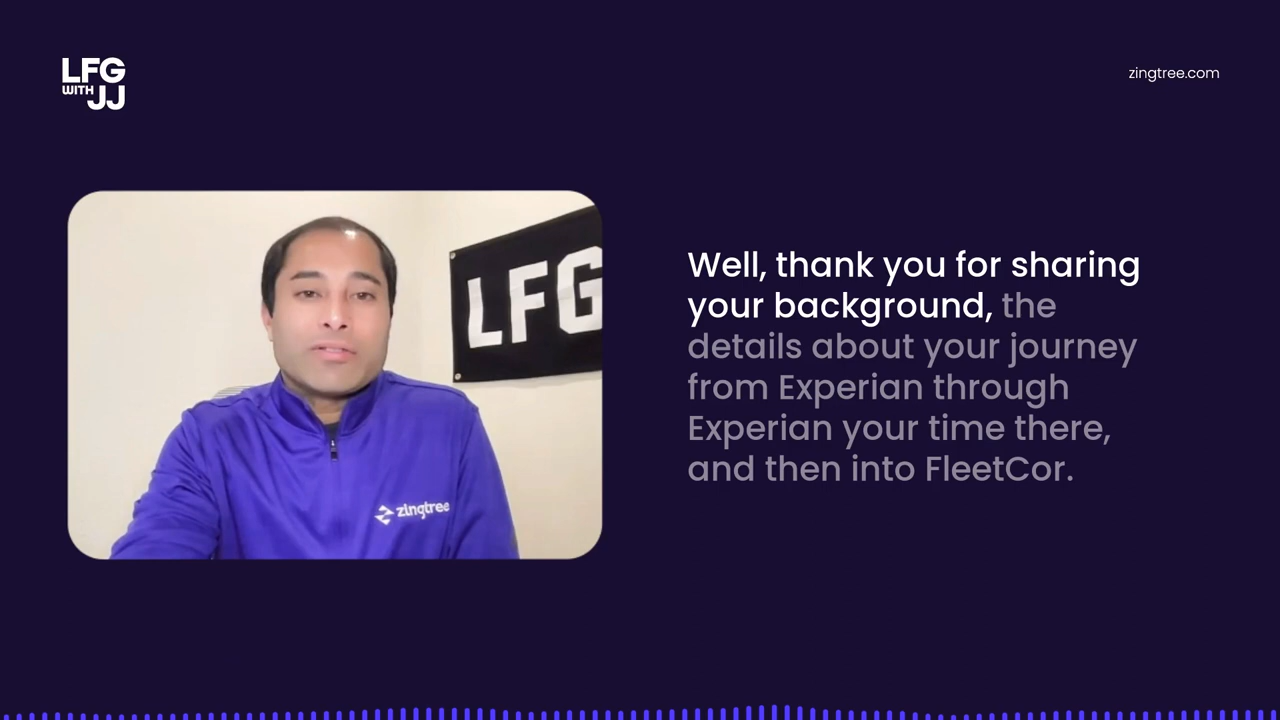 LFG
WITH JJ
zingtree.com
LFG
zingtree
Well, thank you for sharing
your background, the
details about your journey
from Experian through
Experian your time there,
and then into FleetCor.